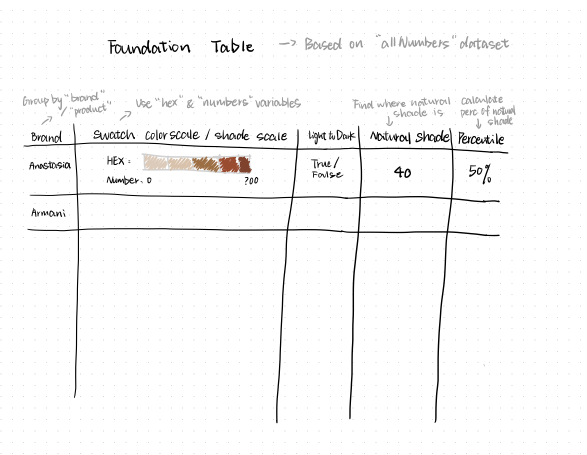 Foundation Table → Based on "allNumbers" dataset
Group by "brand"
/ "product"
Use "hex" & "numbers" variables
Find where natural
shade is
calculate
perc of natural
shade
Brand
Swatch colorscale / shade scale
Light to Dark
Natural Shade
Percentile
Anastasia
HEX:
Number. 0
?00
True /
Foulse
40
50%
Armani